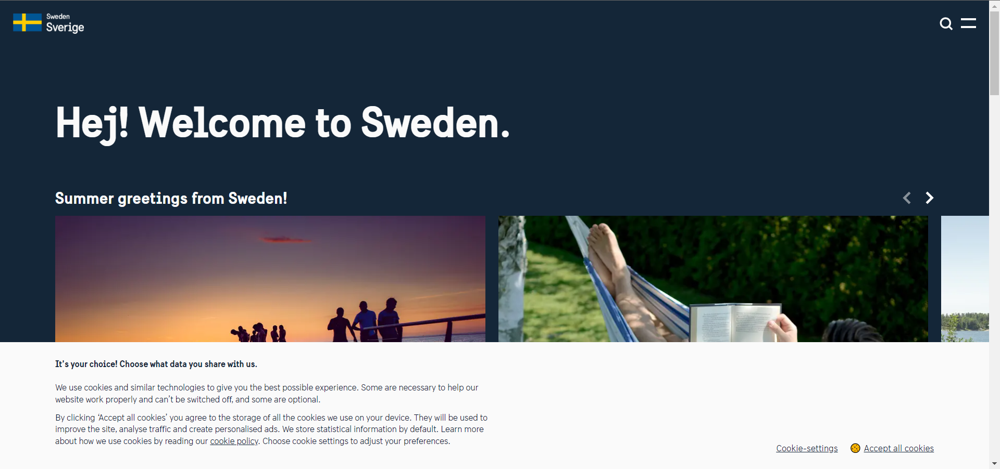 Sweden
Sverige
Hej! Welcome to Sweden.
Summer greetings from Sweden!
It's your choice! Choose what data you share with us.
We use cookies and similar technologies to give you the best possible experience. Some are necessary to help our
website work properly and can't be switched off, and some are optional.
By clicking ‘Accept all cookies’ you agree to the storage of all the cookies we use on your device. They will be used to
improve the site, analyse traffic and create personalised ads. We store statistical information by default. Learn more
about how we use cookies by reading our cookie policy. Choose cookie settings to adjust your preferences.
Cookie-settings
Accept all cookies